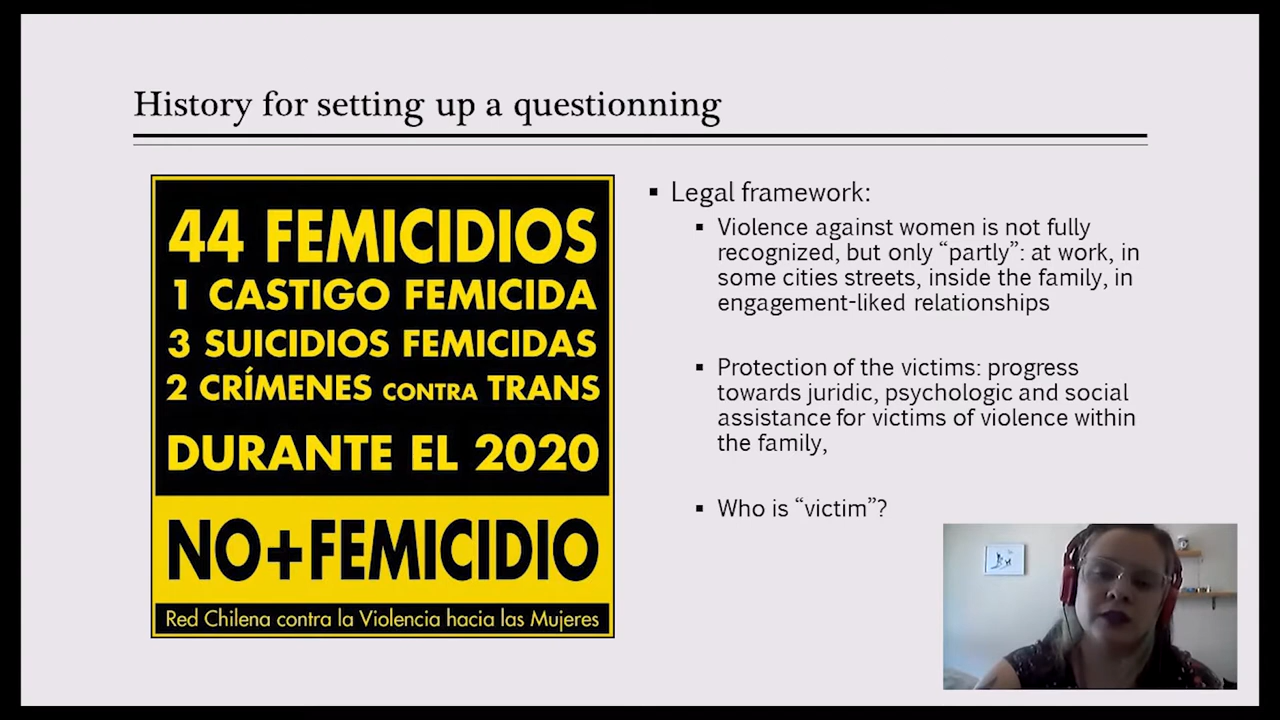 History for setting up a questionning
44 FEMICIDIOS
1 CASTIGO FEMICIDA
3 SUICIDIOS FEMICIDAS
2 CRÍMENES CONTRA TRANS
DURANTE EL 2020
NO+FEMICIDIO
Red Chilena contra la Violencia hacia las Mujeres
▪ Legal framework:
▪ Violence against women is not fully
recognized, but only “partly”: at work, in
some cities streets, inside the family, in
engagement-liked relationships
▪ Protection of the victims: progress
towards juridic, psychologic and social
assistance for victims of violence within
the family,
▪ Who is “victim”?